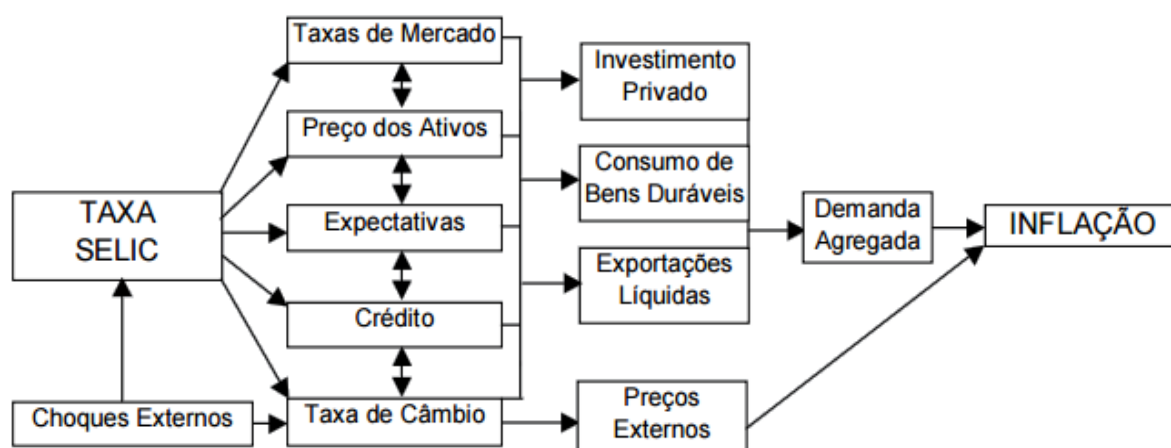 Taxas de Mercado
Preço dos Ativos
Expectativas
Crédito
Taxa de Câmbio
TAXA
SELIC
Choques Externos
Investimento
Privado
Consumo de
Bens Duráveis
Exportações
Líquidas
Preços
Externos
Demanda
Agregada
INFLAÇÃO